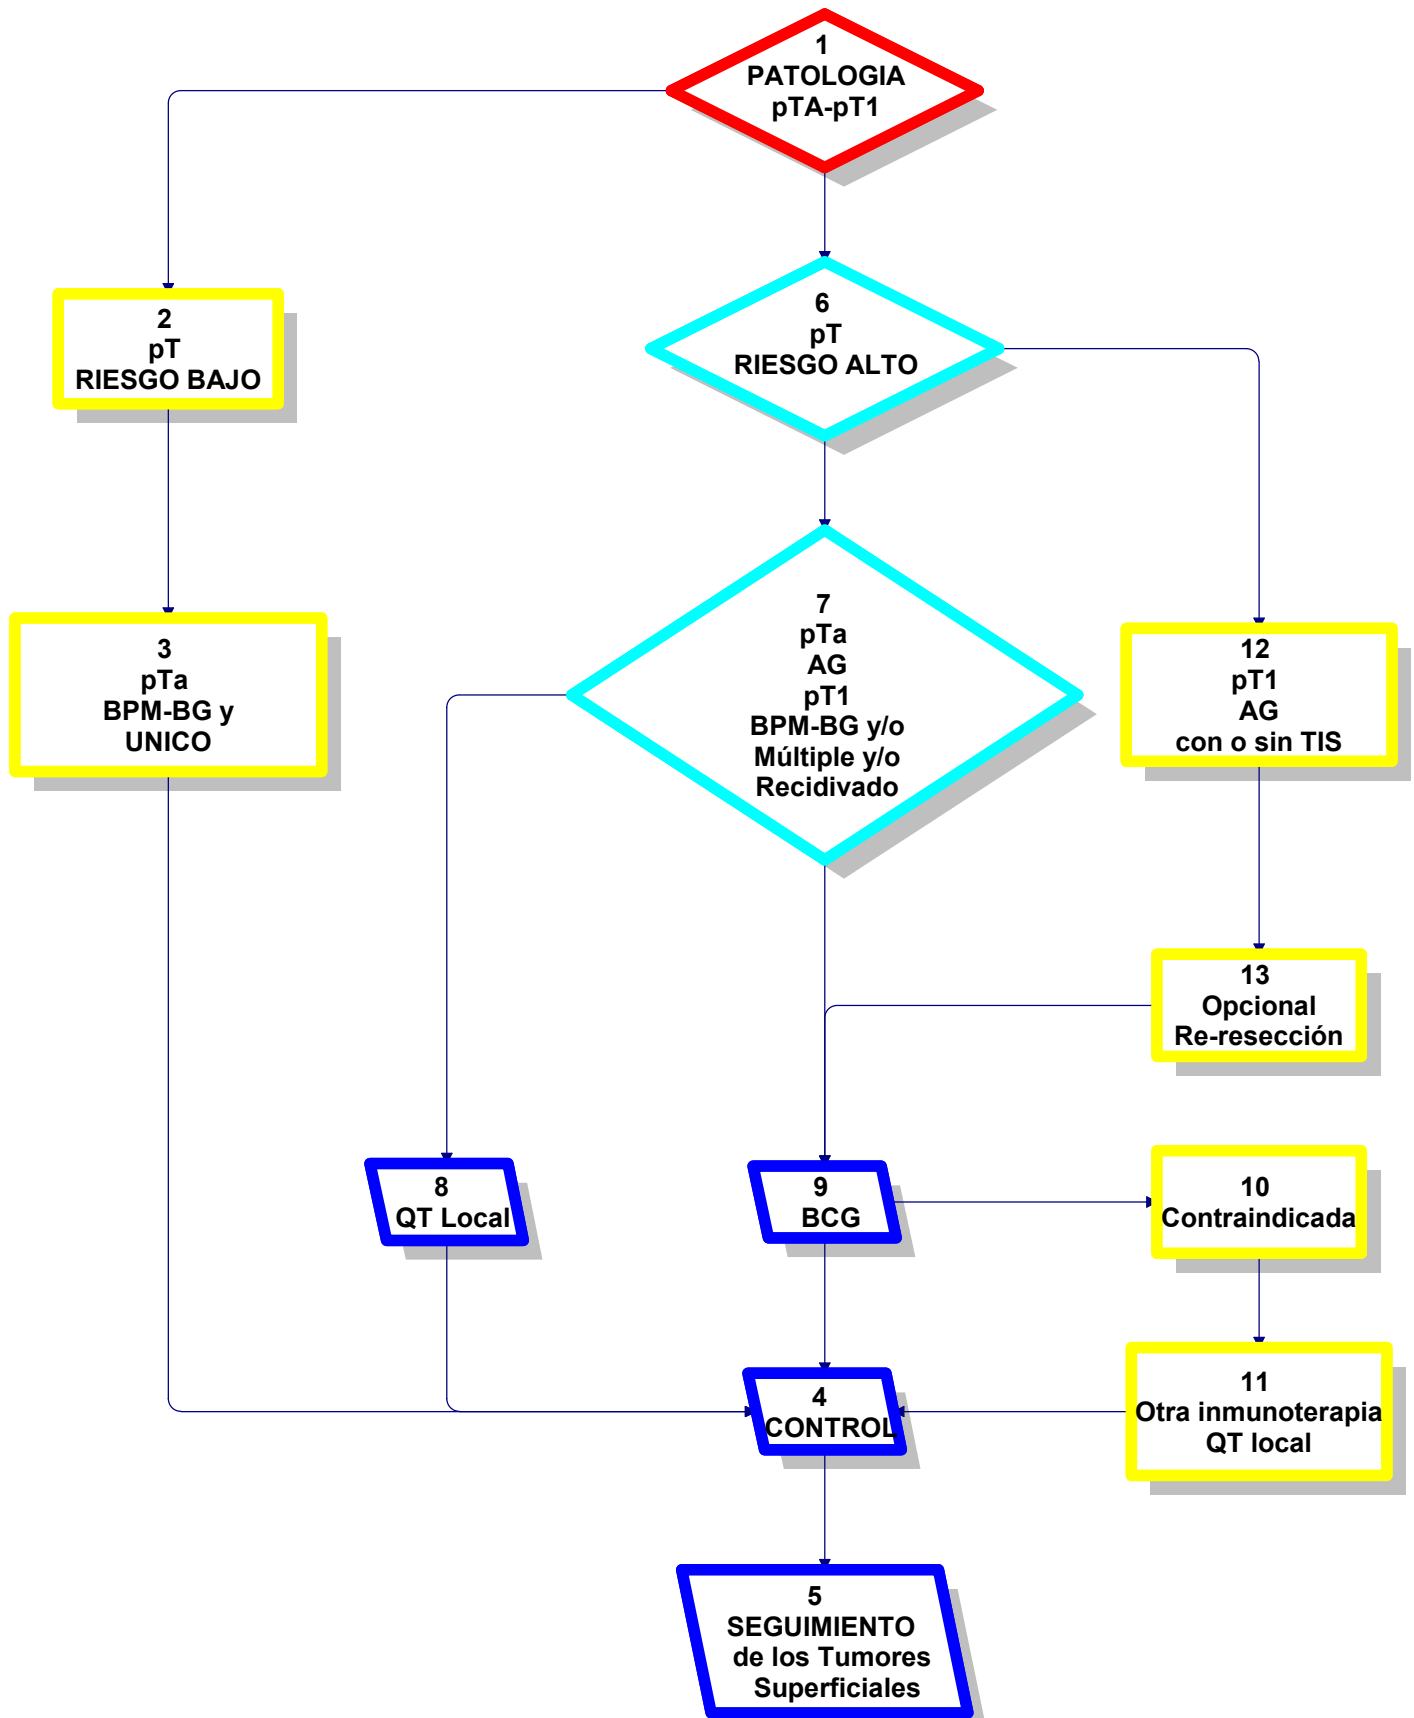 1
PATOLOGIA
pTA-pT1
2
pT
RIESGO BAJO
6
pT
RIESGO ALTO
3
pTa
BPM-BG y
UNICO
7
pTa
AG
pT1
BPM-BG y/o
Múltiple y/o
Recidivado
12
pT1
AG
con o sin TIS
13
Opcional
Re-resección
8
QT Local
9
BCG
10
Contraindicada
4
CONTROL
11
Otra inmunoterapia
QT local
5
SEGUIMIENTO
de los Tumores
Superficiales